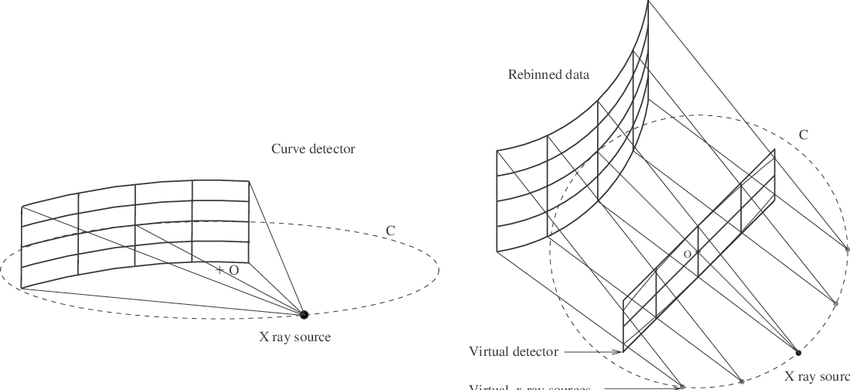 Curve detector
C
O
X ray source
Rebinned data
C
O
Virtual detector
X ray sourc
Virtual x ray sources